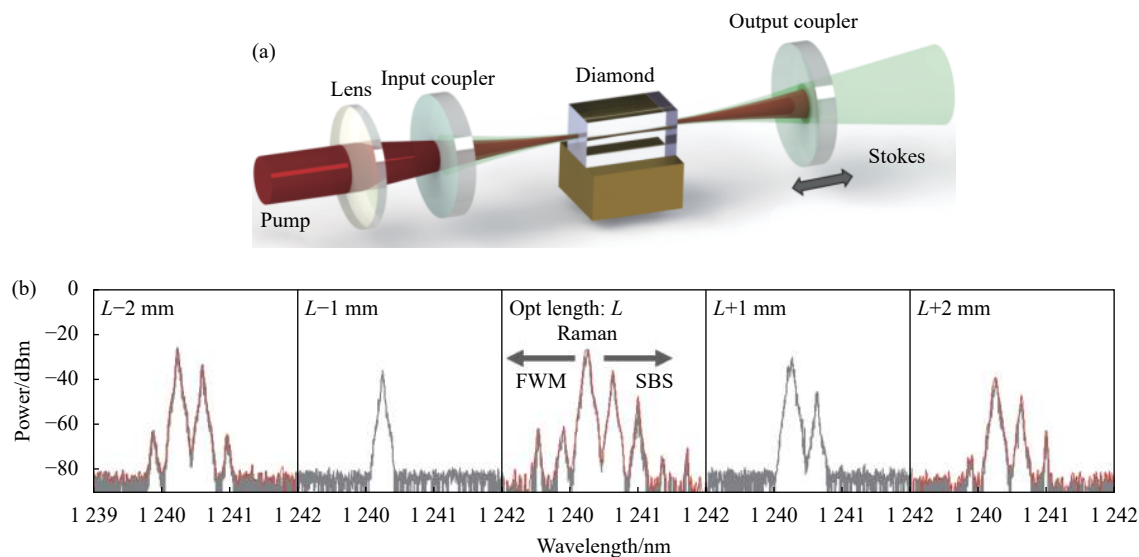 (a)
Output coupler
Diamond
Input coupler
Lens
Stokes
Pump
(b)
0
−20
−40
−60
−80
Power/dBm
L−2 mm
L−1 mm
Opt length: L
L+1 mm
L+2 mm
Raman
FWM
SBS
1 239 1 240 1 241 1 242 1 240 1 241 1 242 1 240 1 241 1 242 1 240 1 241 1 242 1 240 1 241 1 242
Wavelength/nm